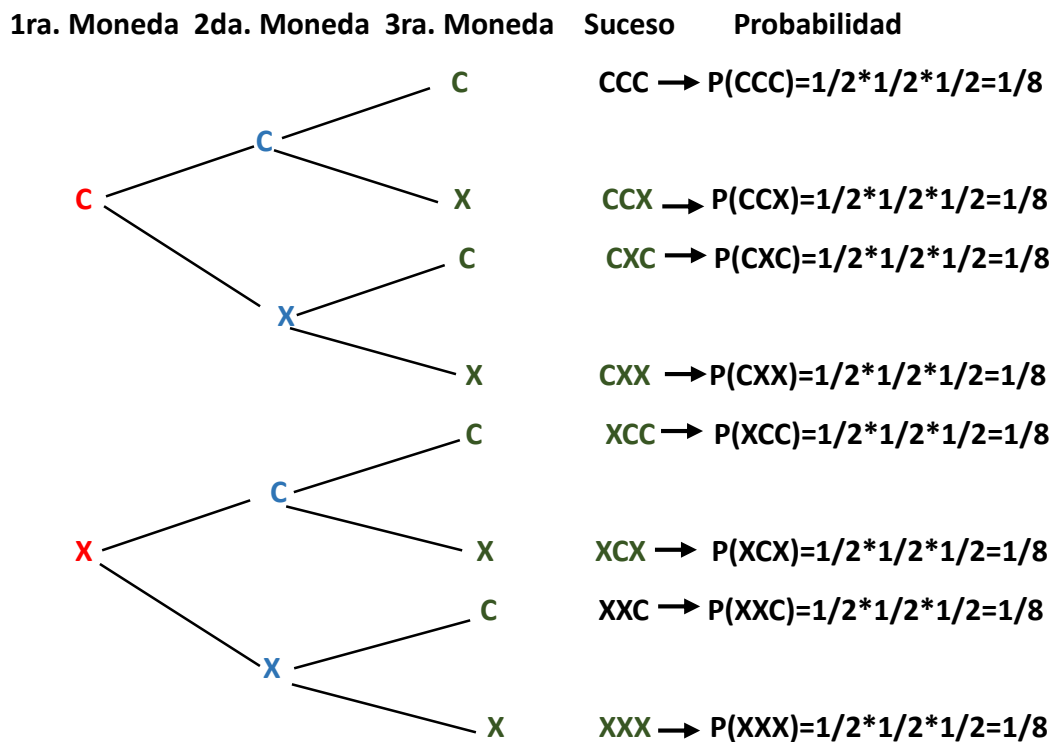 1ra. Moneda 2da. Moneda 3ra. Moneda Suceso Probabilidad
C CCC → P(CCC)=1/2*1/2*1/2=1/8
C
C X CCX → P(CCX)=1/2*1/2*1/2=1/8
C CXC → P(CXC)=1/2*1/2*1/2=1/8
X
X CXX → P(CXX)=1/2*1/2*1/2=1/8
C XCC → P(XCC)=1/2*1/2*1/2=1/8
C
X X XCX → P(XCX)=1/2*1/2*1/2=1/8
C XXC → P(XXC)=1/2*1/2*1/2=1/8
X
X XXX → P(XXX)=1/2*1/2*1/2=1/8